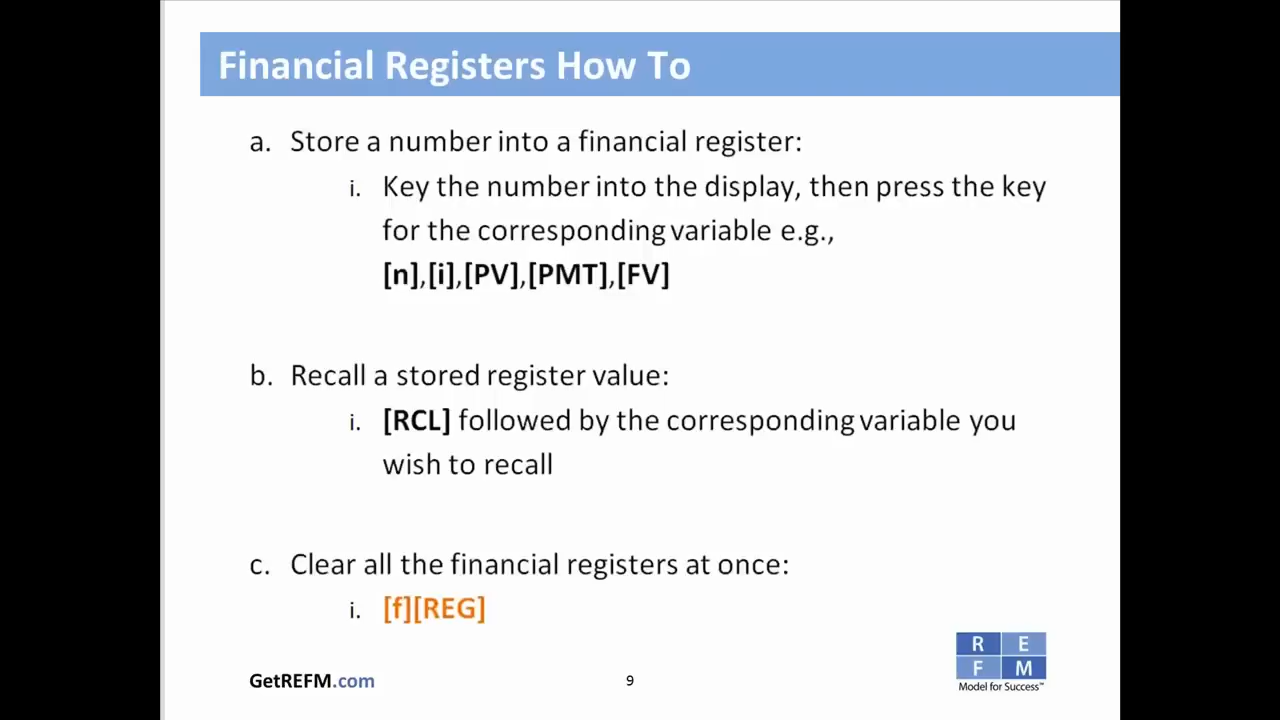 Financial Registers How To
a. Store a number into a financial register:
i. Key the number into the display, then press the key
for the corresponding variable e.g.,
[n],[i],[PV],[PMT],[FV]
b. Recall a stored register value:
i. [RCL] followed by the corresponding variable you
wish to recall
c. Clear all the financial registers at once:
i. [f][REG]
R E
F M
Model for Success™
GetREFM.com
9